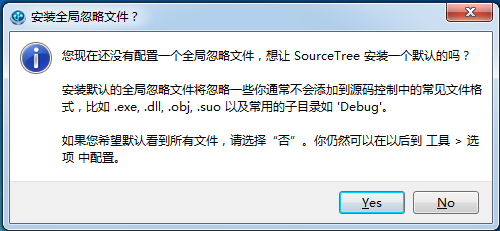 安装全局忽略文件？
您现在还没有配置一个全局忽略文件，想让 SourceTree 安装一个默认的吗？
安装默认的全局忽略文件将忽略一些你通常不会添加到源码控制中的常见文件格
式，比如 .exe, .dll, .obj, .suo 以及常用的子目录如 'Debug'。
如果您希望默认看到所有文件，请选择“否”。你仍然可以在以后到 工具 > 选
项 中配置。
Yes No